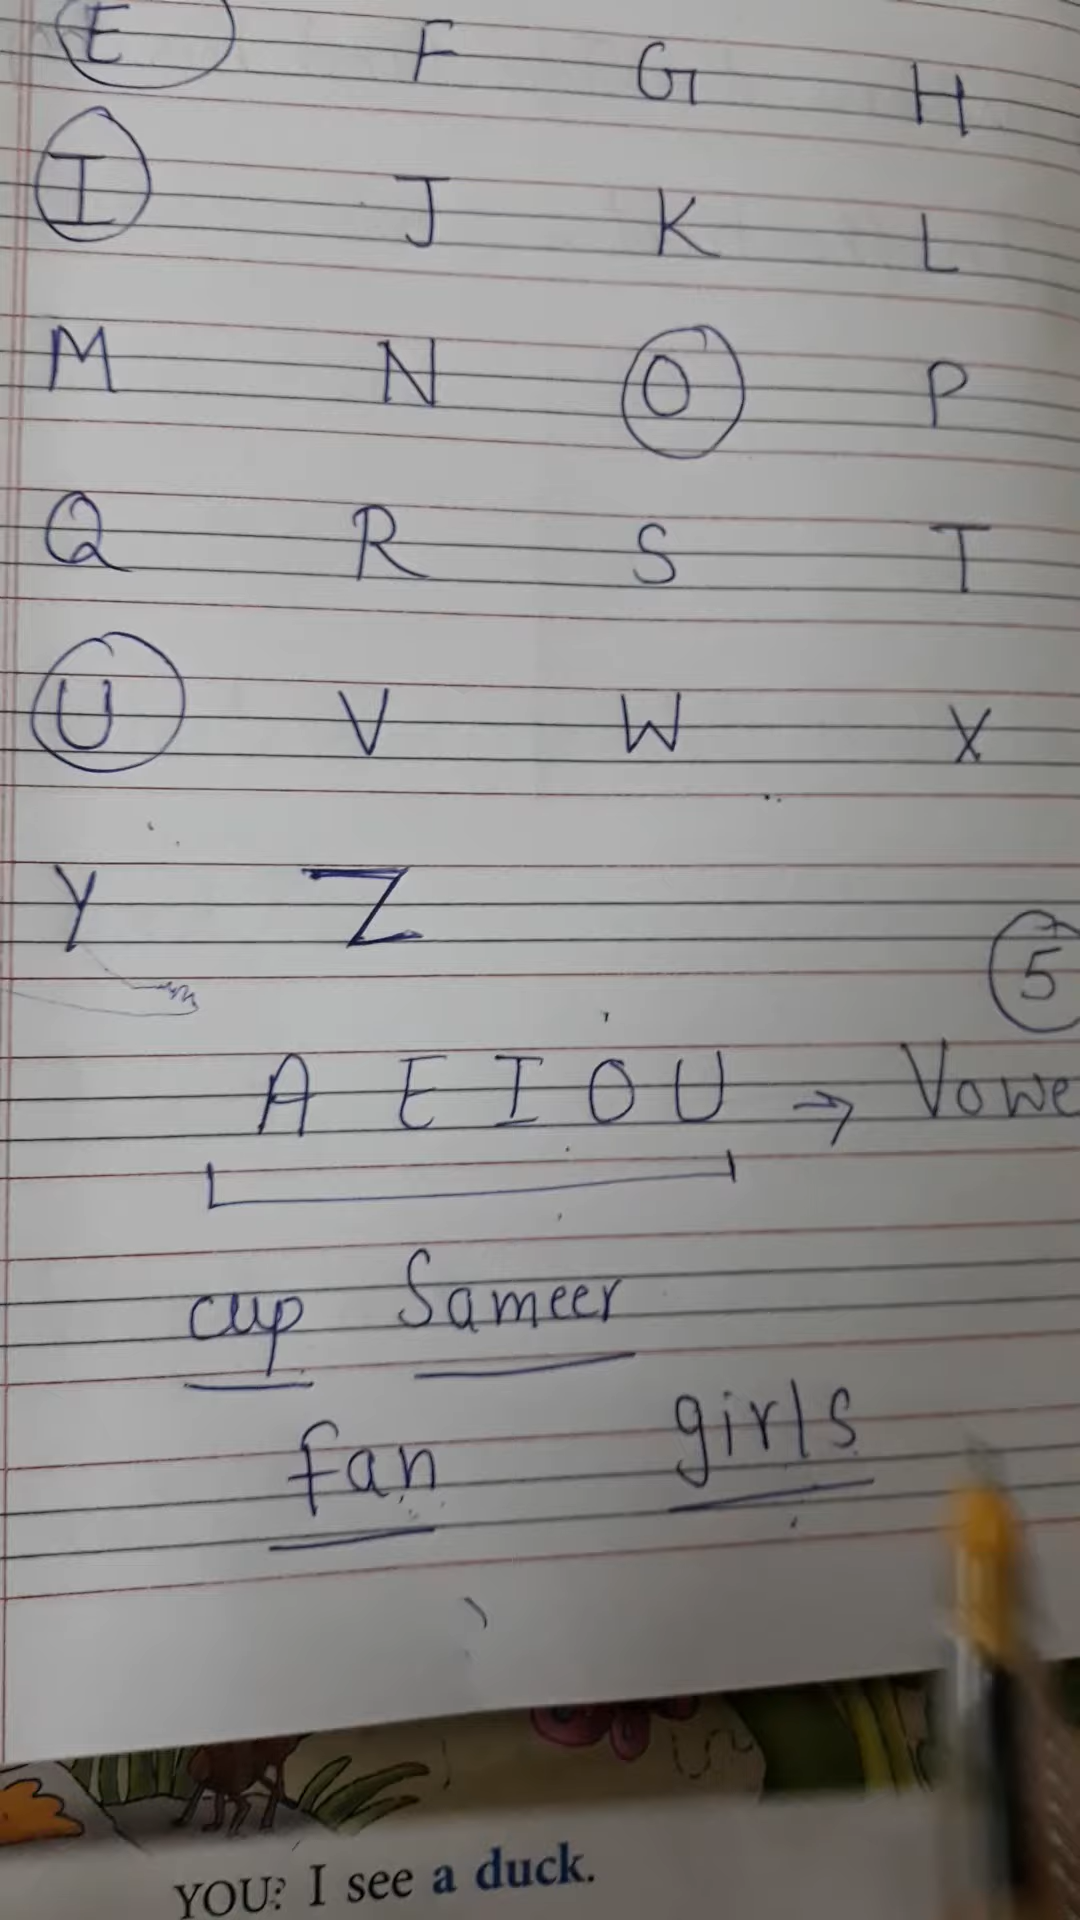 E F G H
I J K L
M N O P
Q R S T
U V W X
Y Z
5
A E I O U → Vowe
cup Sameer
fan girls
YOU: I see a duck.